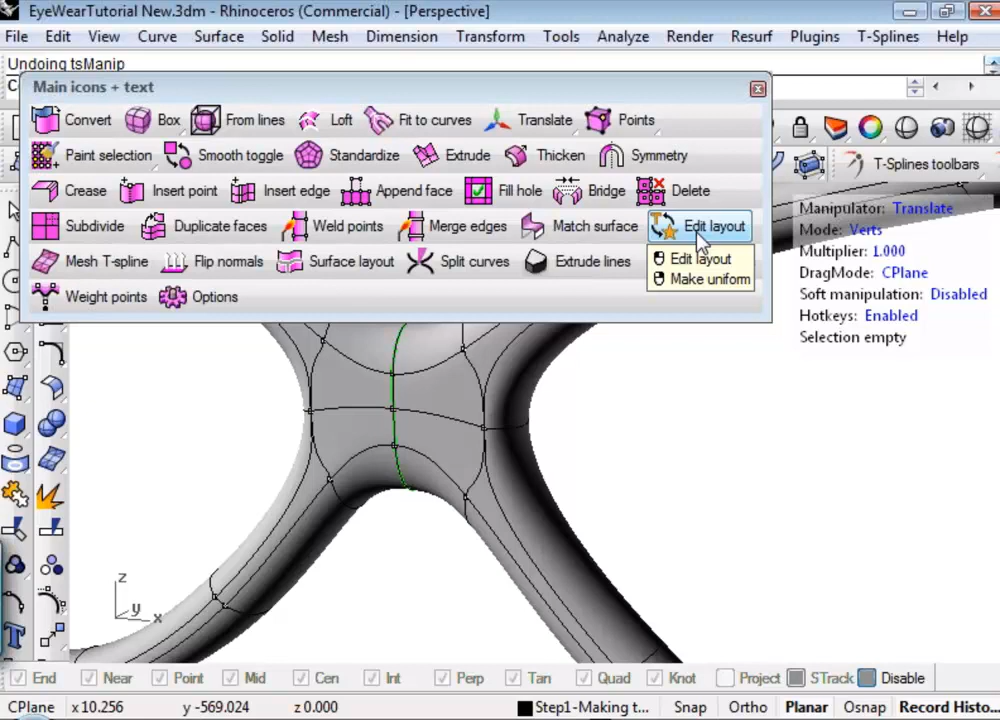 EyeWearTutorial New.3dm - Rhinoceros (Commercial) - [Perspective]
File Edit View Curve Surface Solid Mesh Dimension Transform Tools Analyze Render Resurf Plugins T-Splines Help
Undoing tsManip
C
Main icons + text
Convert Box From lines Loft Fit to curves Translate Points
Paint selection Smooth toggle Standardize Extrude Thicken Symmetry
T-Splines toolbars
Crease Insert point Insert edge Append face Fill hole Bridge Delete
Subdivide Duplicate faces Weld points Merge edges Match surface Edit layout
Mesh T-spline Flip normals Surface layout Split curves Extrude lines
Weight points Options
Edit layout
Make uniform
Manipulator: Translate
Mode: Verts
Multiplier: 1.000
DragMode: CPlane
Soft manipulation: Disabled
Hotkeys: Enabled
Selection empty
z
y
x
End Near Point Mid Cen Int Perp Tan Quad Knot Project STrack Disable
CPlane x 10.256 y -569.024 z 0.000 Step1-Making t... Snap Ortho Planar Osnap Record Histo...